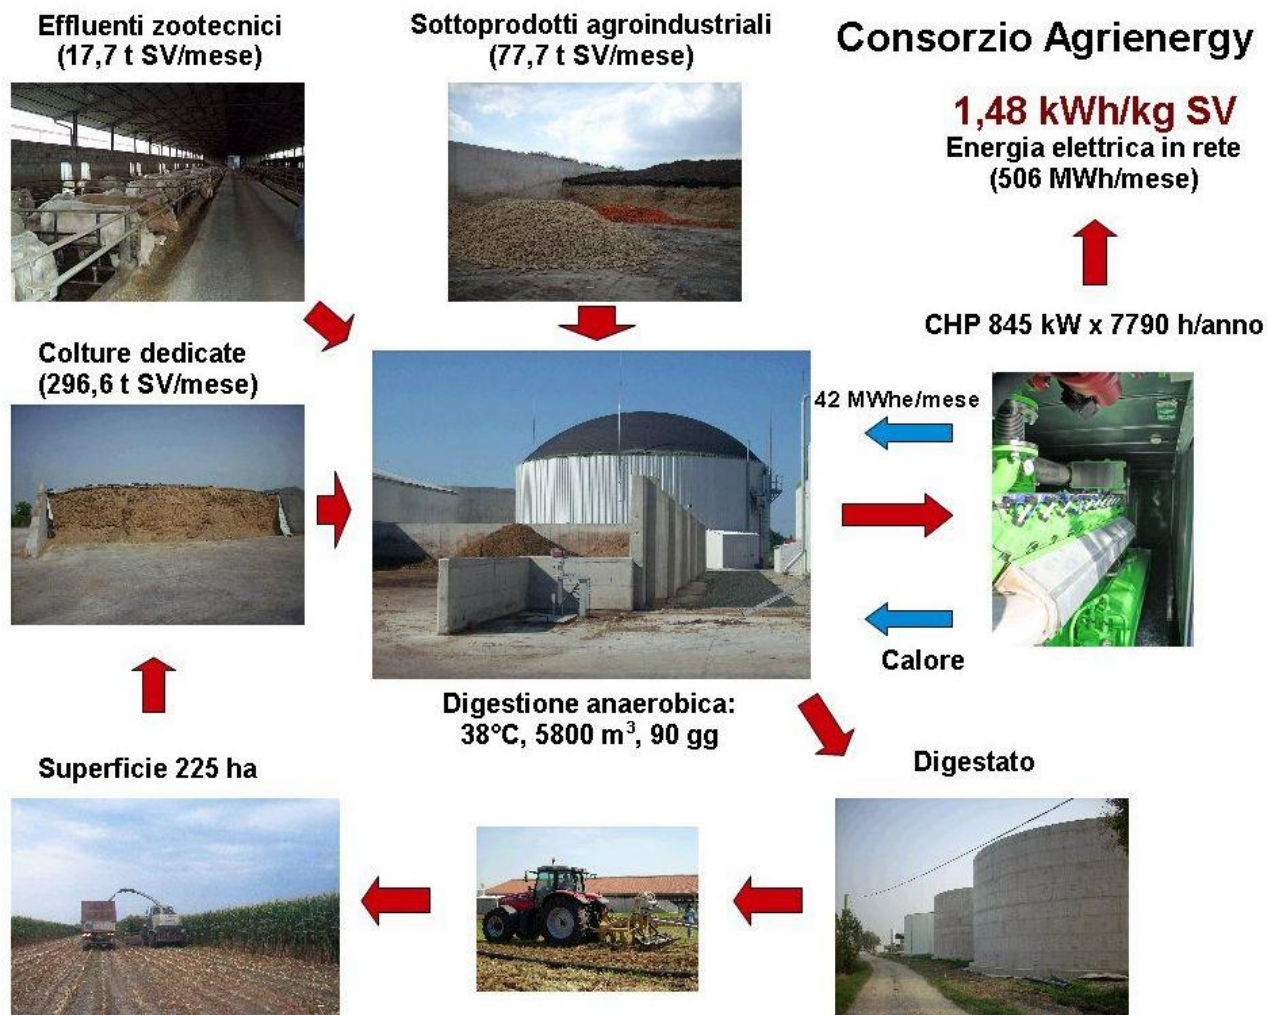 Effluenti zootecnici
(17,7 t SV/mese)
Sottoprodotti agroindustriali
(77,7 t SV/mese)
Consorzio Agrienergy
1,48 kWh/kg SV
Energia elettrica in rete
(506 MWh/mese)
CHP 845 kW x 7790 h/anno
Colture dedicate
(296,6 t SV/mese)
42 MWhe/mese
Calore
Digestione anaerobica:
38°C, 5800 m³, 90 gg
Superficie 225 ha
Digestato